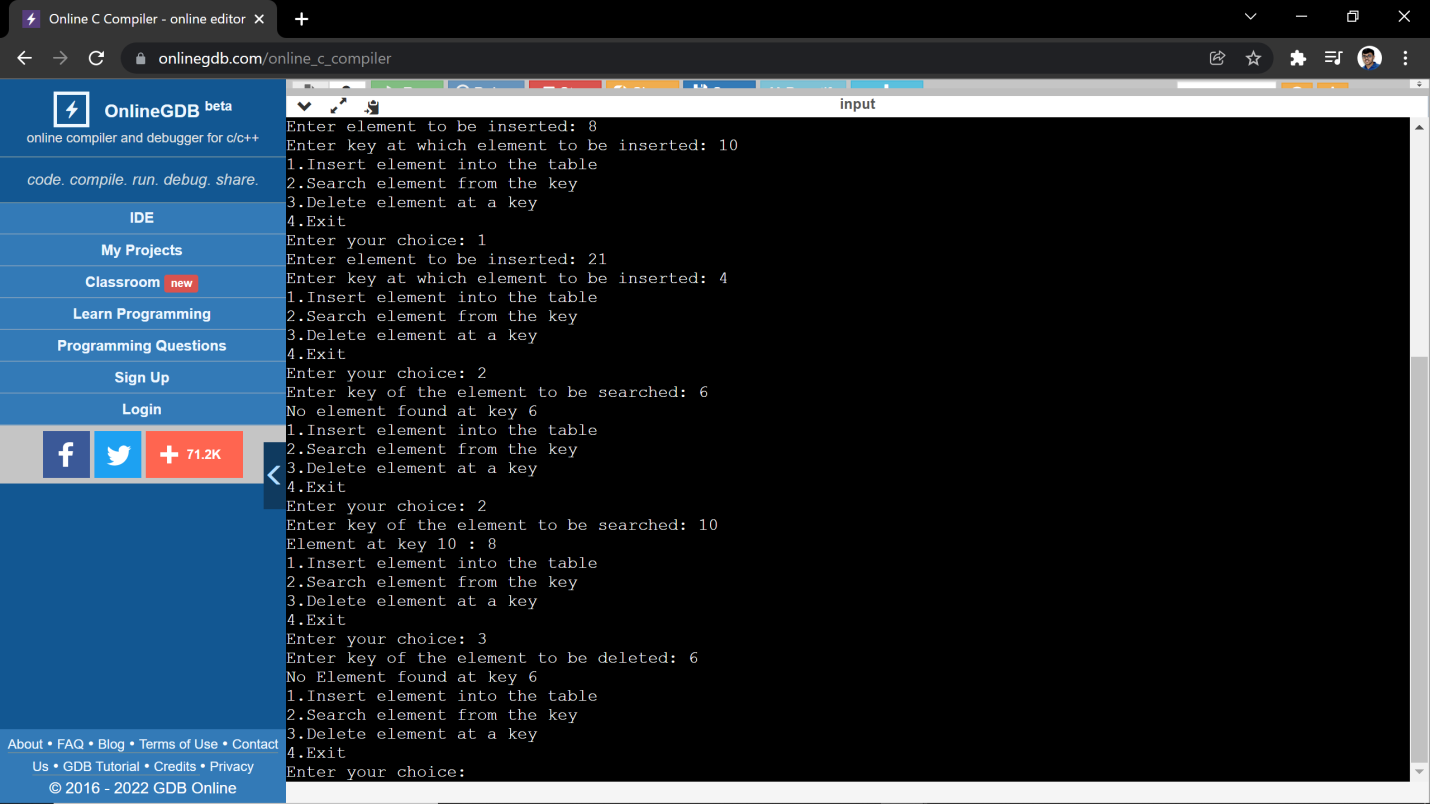 Online C Compiler - online editor
onlinegdb.com/online_c_compiler
OnlineGDB beta
online compiler and debugger for c/c++
code. compile. run. debug. share.
IDE
My Projects
Classroom new
Learn Programming
Programming Questions
Sign Up
Login
71.2K
About • FAQ • Blog • Terms of Use • Contact
Us • GDB Tutorial • Credits • Privacy
© 2016 - 2022 GDB Online
input
Enter element to be inserted: 8
Enter key at which element to be inserted: 10
1.Insert element into the table
2.Search element from the key
3.Delete element at a key
4.Exit
Enter your choice: 1
Enter element to be inserted: 21
Enter key at which element to be inserted: 4
1.Insert element into the table
2.Search element from the key
3.Delete element at a key
4.Exit
Enter your choice: 2
Enter key of the element to be searched: 6
No element found at key 6
1.Insert element into the table
2.Search element from the key
3.Delete element at a key
4.Exit
Enter your choice: 2
Enter key of the element to be searched: 10
Element at key 10 : 8
1.Insert element into the table
2.Search element from the key
3.Delete element at a key
4.Exit
Enter your choice: 3
Enter key of the element to be deleted: 6
No Element found at key 6
1.Insert element into the table
2.Search element from the key
3.Delete element at a key
4.Exit
Enter your choice: